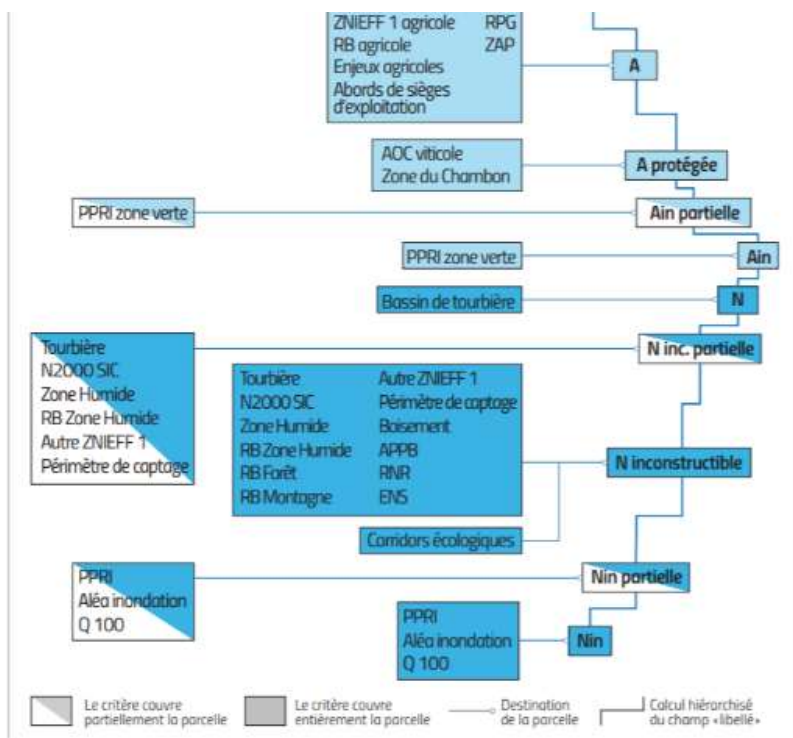 ZNIEFF 1 agricole RPG
RB agricole ZAP
Enjeux agricoles
Abords de sièges
d'exploitation
A
AOC viticole
Zone du Chambon
A protégée
PPRI zone verte
Ain partielle
PPRI zone verte
Ain
Bassin de tourbière
N
Tourbière
N2000 SIC
Zone Humide
RB Zone Humide
Autre ZNIEFF 1
Périmètre de captage
N inc. partielle
Tourbière Autre ZNIEFF 1
N2000 SIC Périmètre de captage
Zone Humide Boisement
RB Zone Humide APPB
RB Forêt RNR
RB Montagne ENS
N inconstructible
Corridors écologiques
PPRI
Aléa inondation
Q 100
Nin partielle
PPRI
Aléa inondation
Q 100
Nin
Le critère couvre
partiellement la parcelle
Le critère couvre
entièrement la parcelle
Destination
de la parcelle
Calcul hiérarchisé
du champ «libellé»